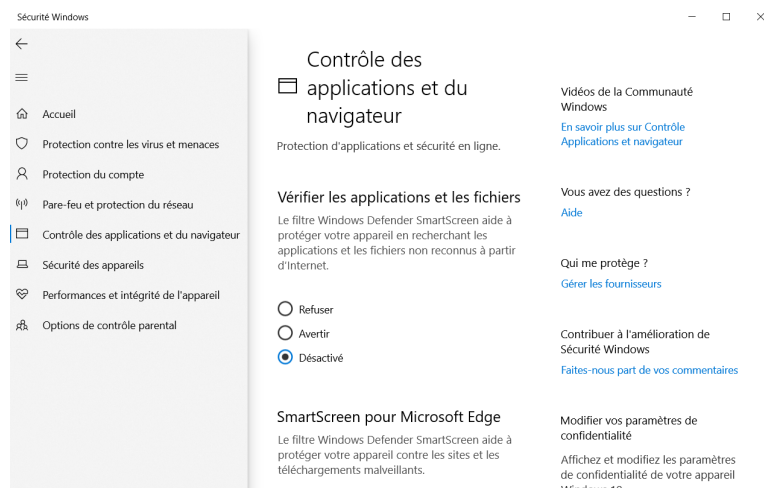 Sécurité Windows
Accueil
Protection contre les virus et menaces
Protection du compte
Pare-feu et protection du réseau
Contrôle des applications et du navigateur
Sécurité des appareils
Performances et intégrité de l'appareil
Options de contrôle parental
Contrôle des
applications et du
navigateur
Protection d'applications et sécurité en ligne.
Vérifier les applications et les fichiers
Le filtre Windows Defender SmartScreen aide à
protéger votre appareil en recherchant les
applications et les fichiers non reconnus à partir
d'Internet.
Refuser
Avertir
Désactivé
SmartScreen pour Microsoft Edge
Le filtre Windows Defender SmartScreen aide à
protéger votre appareil contre les sites et les
téléchargements malveillants.
Vidéos de la Communauté
Windows
En savoir plus sur Contrôle
Applications et navigateur
Vous avez des questions ?
Aide
Qui me protège ?
Gérer les fournisseurs
Contribuer à l'amélioration de
Sécurité Windows
Faites-nous part de vos commentaires
Modifier vos paramètres de
confidentialité
Affichez et modifiez les paramètres
de confidentialité de votre appareil